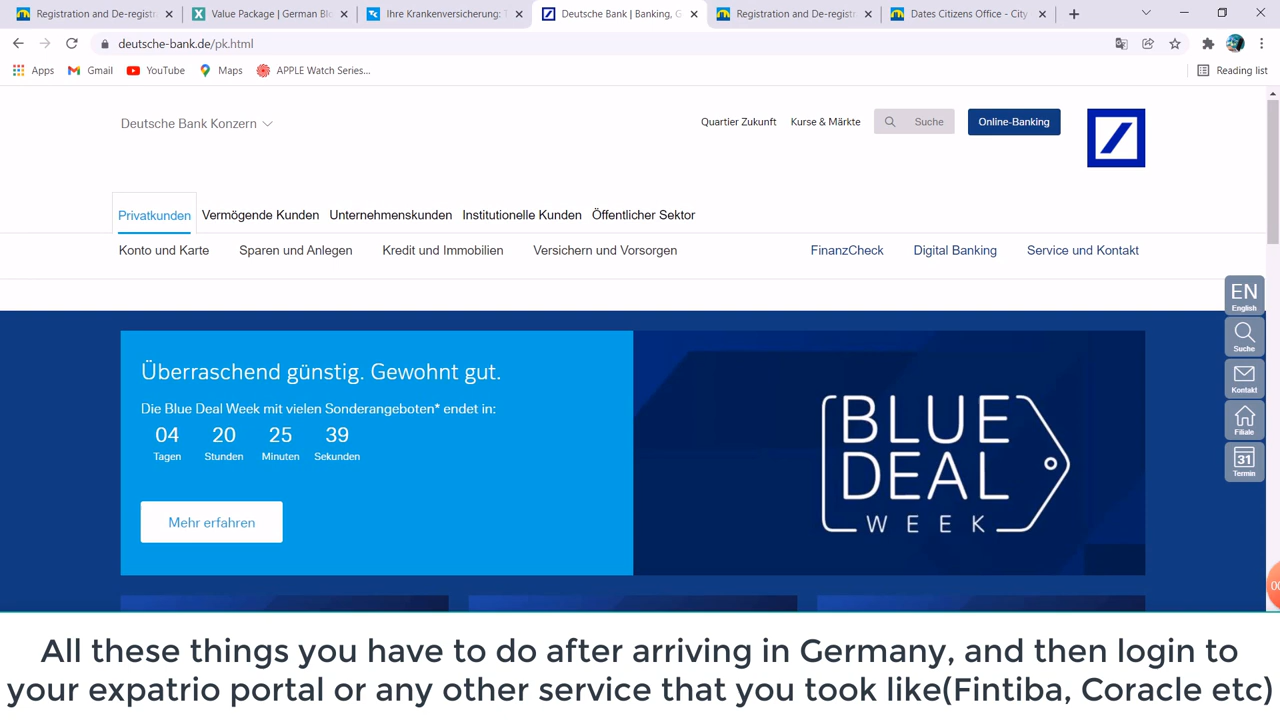 Registration and De-registr
Value Package | German Blo
Ihre Krankenversicherung: T
Deutsche Bank | Banking, G
Registration and De-registra
Dates Citizens Office - City
deutsche-bank.de/pk.html
Apps
Gmail
YouTube
Maps
APPLE Watch Series...
Reading list
Deutsche Bank Konzern
Quartier Zukunft
Kurse & Märkte
Suche
Online-Banking
Privatkunden
Vermögende Kunden
Unternehmenskunden
Institutionelle Kunden
Öffentlicher Sektor
Konto und Karte
Sparen und Anlegen
Kredit und Immobilien
Versichern und Vorsorgen
FinanzCheck
Digital Banking
Service und Kontakt
EN
English
Suche
Kontakt
Filiale
31
Termin
Überraschend günstig. Gewohnt gut.
Die Blue Deal Week mit vielen Sonderangeboten* endet in:
04 20 25 39
Tagen Stunden Minuten Sekunden
Mehr erfahren
BLUE
DEAL
WEEK
00
All these things you have to do after arriving in Germany, and then login to
your expatrio portal or any other service that you took like(Fintiba, Coracle etc)